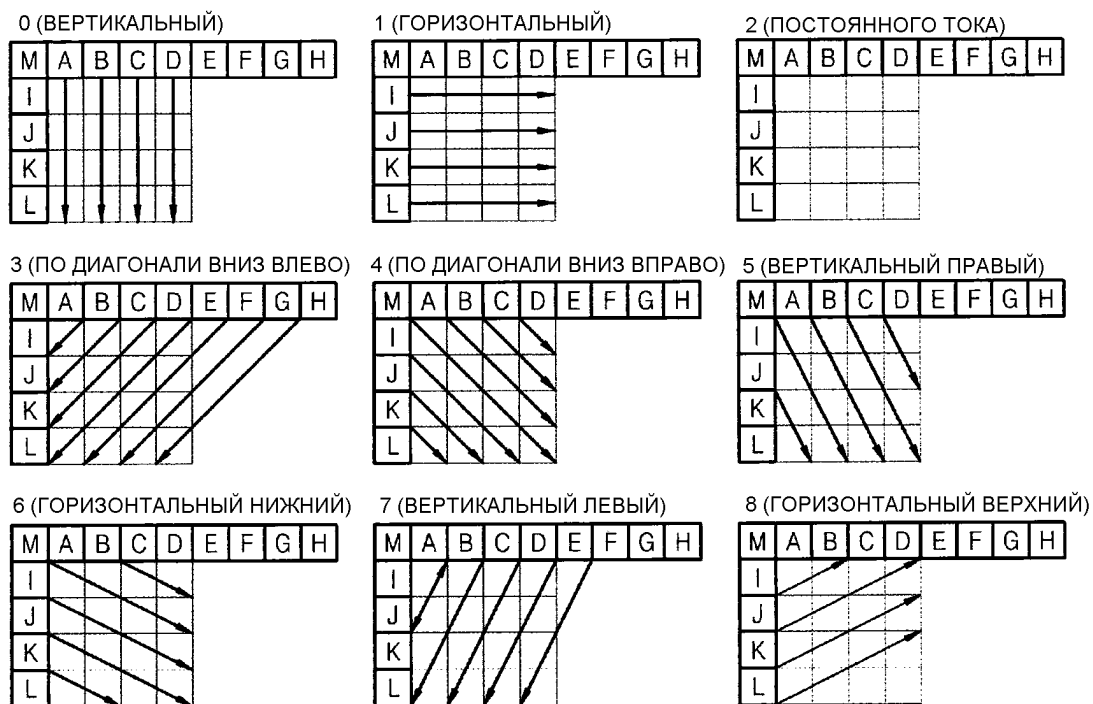 0 (ВЕРТИКАЛЬНЫЙ)
M A B C D E F G H
I
J
K
L
1 (ГОРИЗОНТАЛЬНЫЙ)
M A B C D E F G H
I
J
K
L
2 (ПОСТОЯННОГО ТОКА)
M A B C D E F G H
I
J
K
L
3 (ПО ДИАГОНАЛИ ВНИЗ ВЛЕВО)
M A B C D E F G H
I
J
K
L
4 (ПО ДИАГОНАЛИ ВНИЗ ВПРАВО)
M A B C D E F G H
I
J
K
L
5 (ВЕРТИКАЛЬНЫЙ ПРАВЫЙ)
M A B C D E F G H
I
J
K
L
6 (ГОРИЗОНТАЛЬНЫЙ НИЖНИЙ)
M A B C D E F G H
I
J
K
L
7 (ВЕРТИКАЛЬНЫЙ ЛЕВЫЙ)
M A B C D E F G H
I
J
K
L
8 (ГОРИЗОНТАЛЬНЫЙ ВЕРХНИЙ)
M A B C D E F G H
I
J
K
L